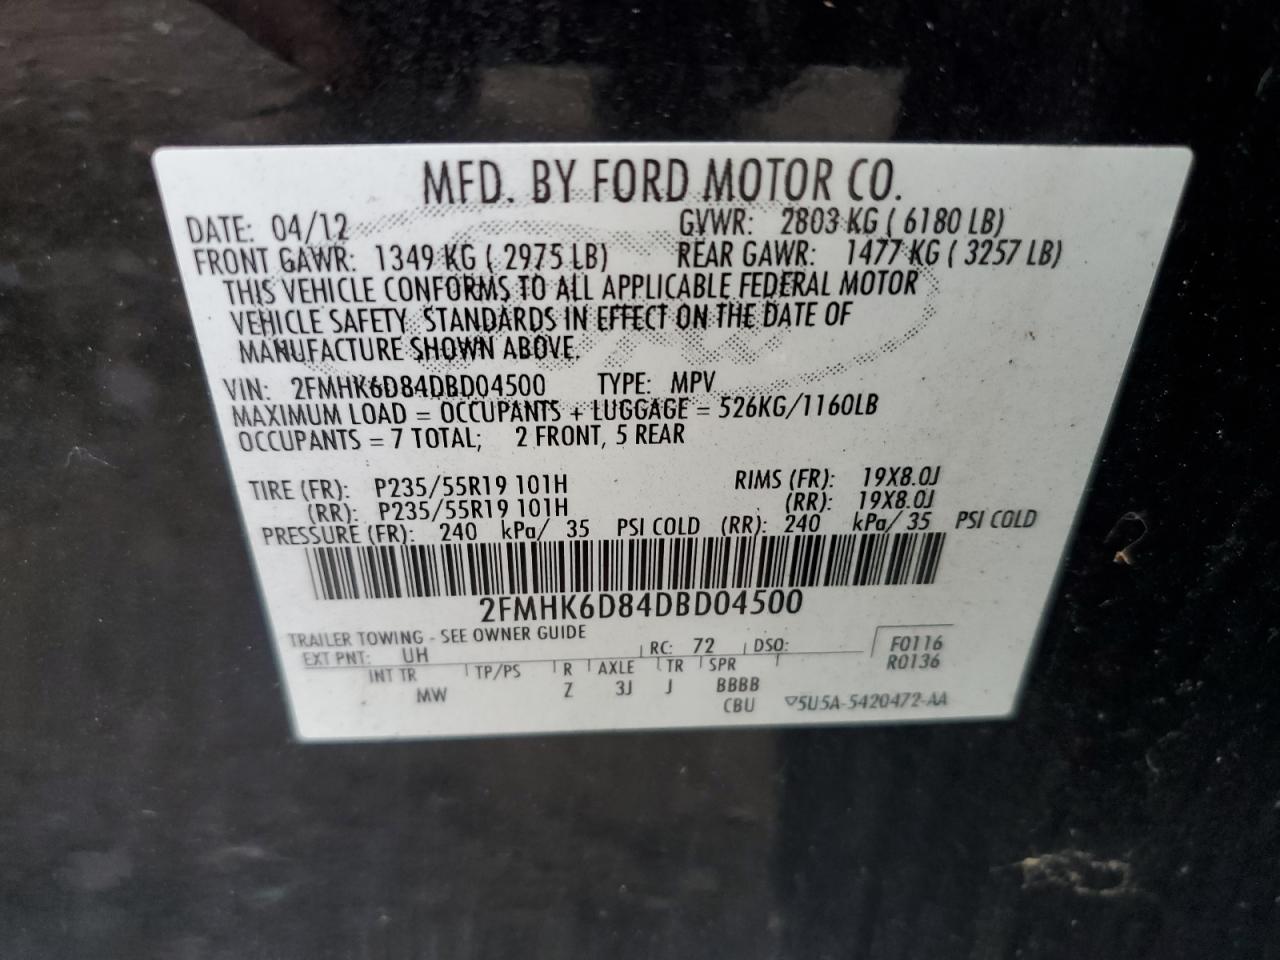 MFD. BY FORD MOTOR CO.
DATE: 04/12 GVWR: 2803 KG ( 6180 LB)
FRONT GAWR: 1349 KG ( 2975 LB) REAR GAWR: 1477 KG ( 3257 LB)
THIS VEHICLE CONFORMS TO ALL APPLICABLE FEDERAL MOTOR
VEHICLE SAFETY STANDARDS IN EFFECT ON THE DATE OF
MANUFACTURE SHOWN ABOVE.
VIN: 2FMHK6D84DBD04500 TYPE: MPV
MAXIMUM LOAD = OCCUPANTS + LUGGAGE = 526KG/1160LB
OCCUPANTS = 7 TOTAL; 2 FRONT, 5 REAR
TIRE (FR): P235/55R19 101H RIMS (FR): 19X8.0J
(RR): P235/55R19 101H (RR): 19X8.0J
PRESSURE (FR): 240 kPa/ 35 PSI COLD (RR): 240 kPa/ 35 PSI COLD
2FMHK6D84DBD04500
TRAILER TOWING - SEE OWNER GUIDE
EXT PNT: UH RC: 72 DSO: F0116
R0136
INT TR TP/PS R AXLE TR SPR
MW Z 3J J BBBB
CBU ▽5U5A-5420472-AA